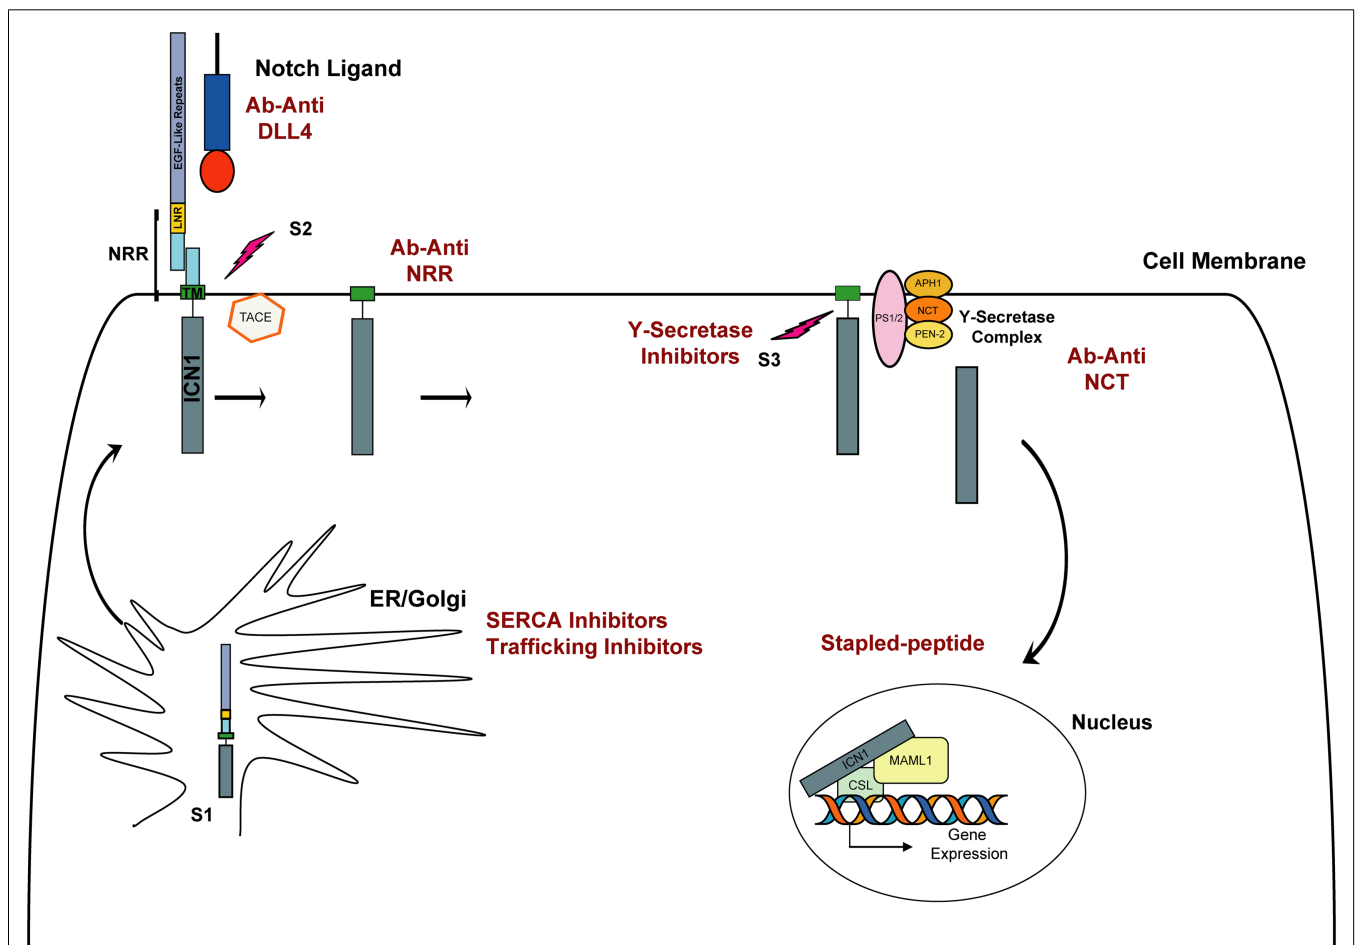 Notch Ligand
Ab-Anti
DLL4
EGF-Like Repeats
LNR
NRR
S2
TM
TACE
ICN1
Ab-Anti
NRR
Cell Membrane
Y-Secretase
Inhibitors
S3
PS1/2
APH1
NCT
PEN-2
Y-Secretase
Complex
Ab-Anti
NCT
ER/Golgi
SERCA Inhibitors
Trafficking Inhibitors
S1
Stapled-peptide
Nucleus
ICN1
MAML1
CSL
Gene
Expression